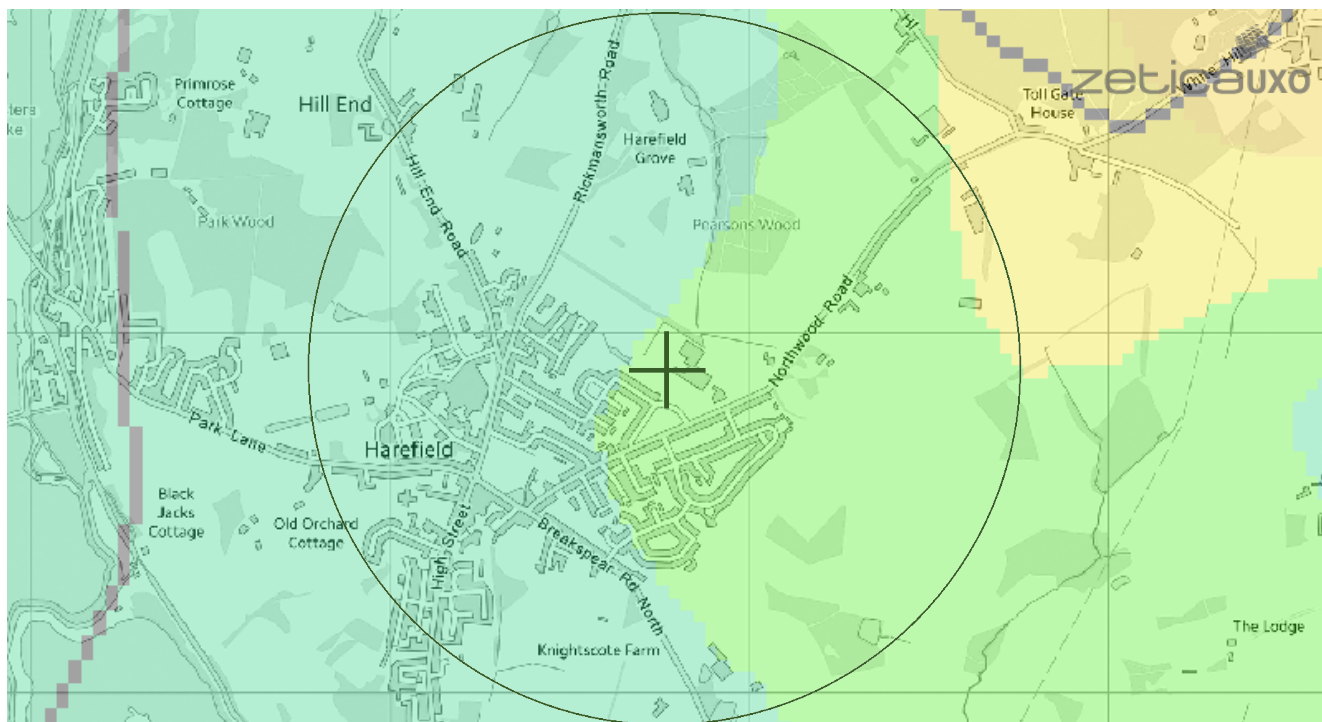 Hill
zeticauxo
White Hill
Primrose
Cottage
Hill End
Toll Gate
House
Rickmansworth Road
Harefield
Grove
Hill End Road
Park Wood
Pearsons Wood
Northwood Road
Park Lane
Harefield
Black
Jacks
Cottage
Old Orchard
Cottage
High Street
Breakspear Rd North
Knightscote Farm
The Lodge